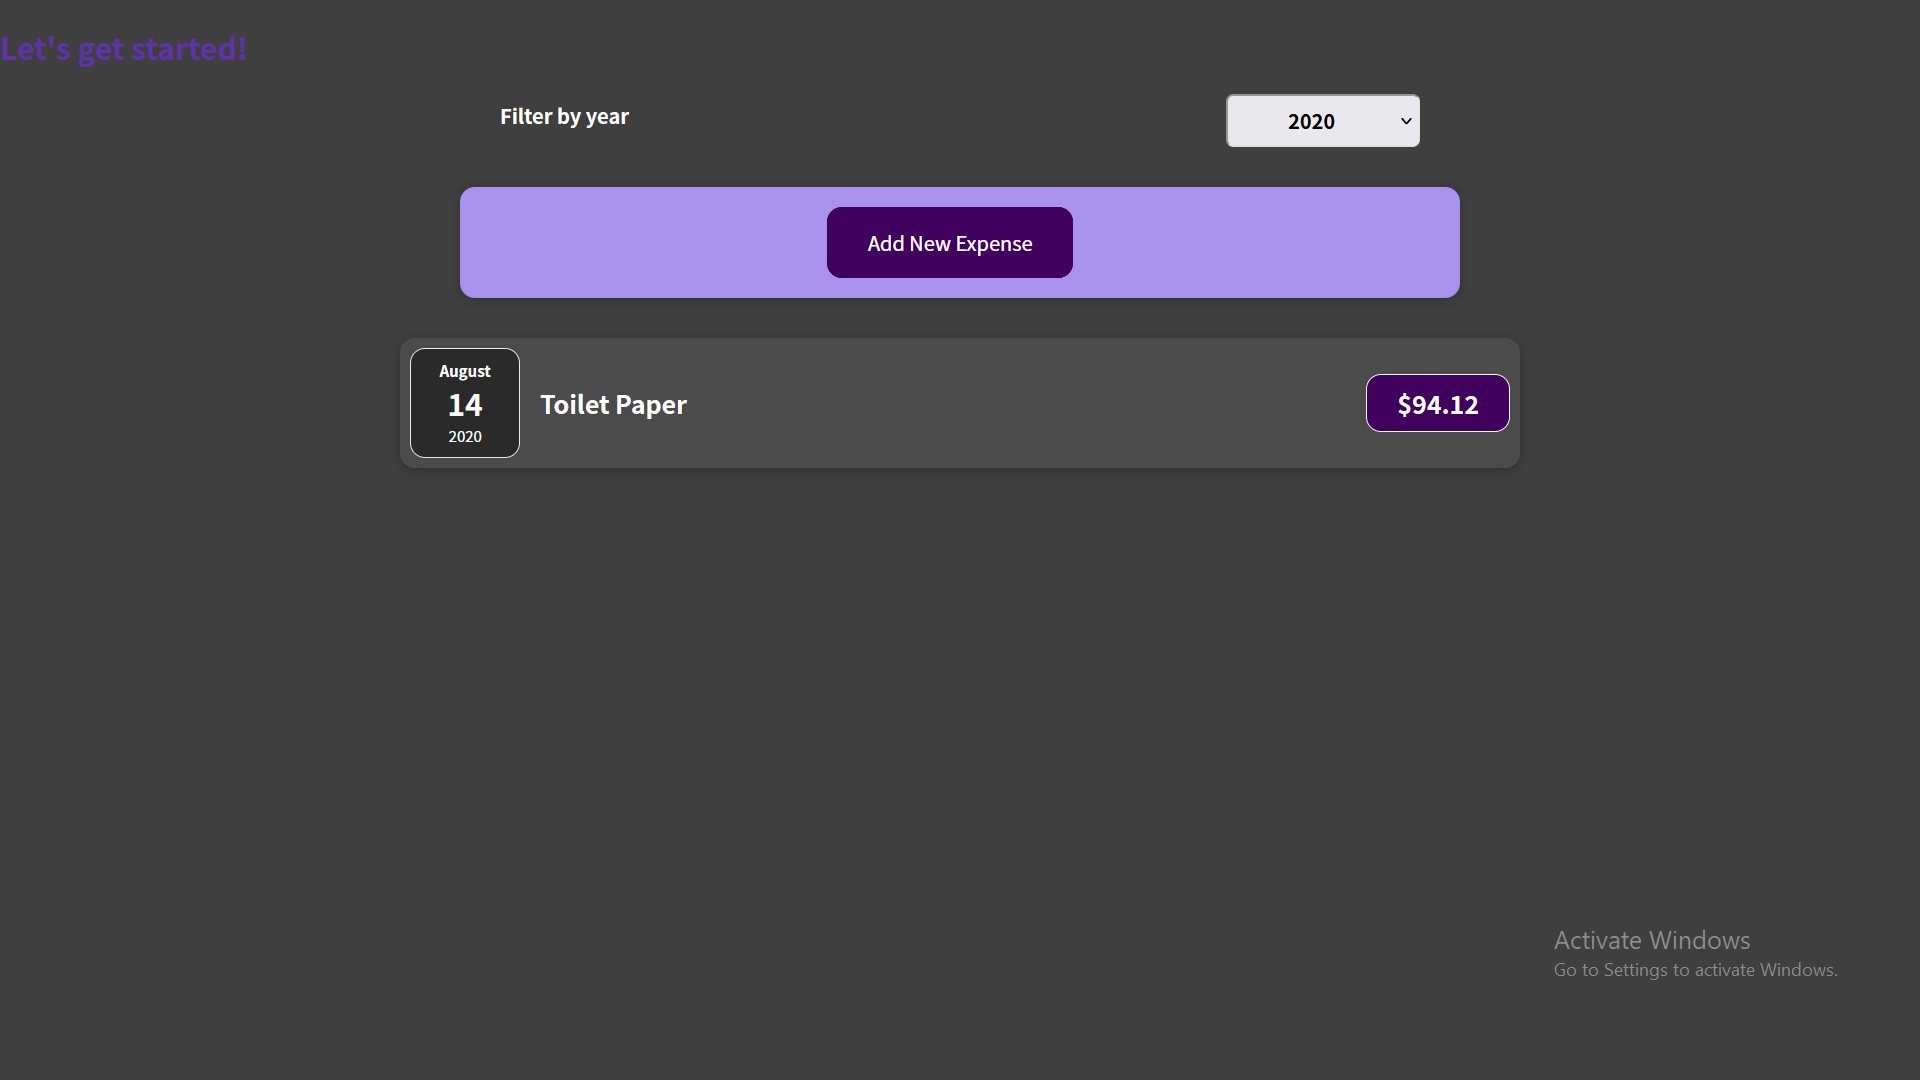 Let's get started!
Filter by year
2020
Add New Expense
August
14
2020
Toilet Paper
$94.12
Activate Windows
Go to Settings to activate Windows.